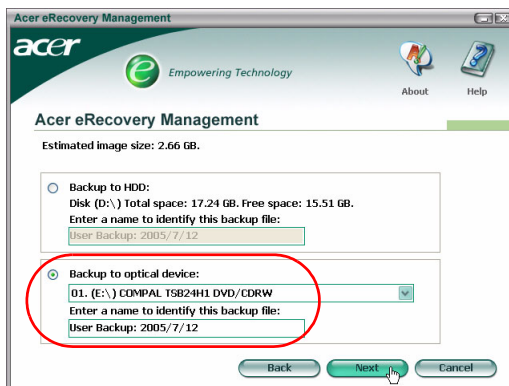 Acer eRecovery Management
acer
e Empowering Technology
About
Help
Acer eRecovery Management
Estimated image size: 2.66 GB.
Backup to HDD:
Disk (D:\) Total space: 17.24 GB. Free space: 15.51 GB.
Enter a name to identify this backup file:
User Backup: 2005/7/12
Backup to optical device:
01. (E:\) COMPAL TSB24H1 DVD/CDRW
Enter a name to identify this backup file:
User Backup: 2005/7/12
Back
Next
Cancel